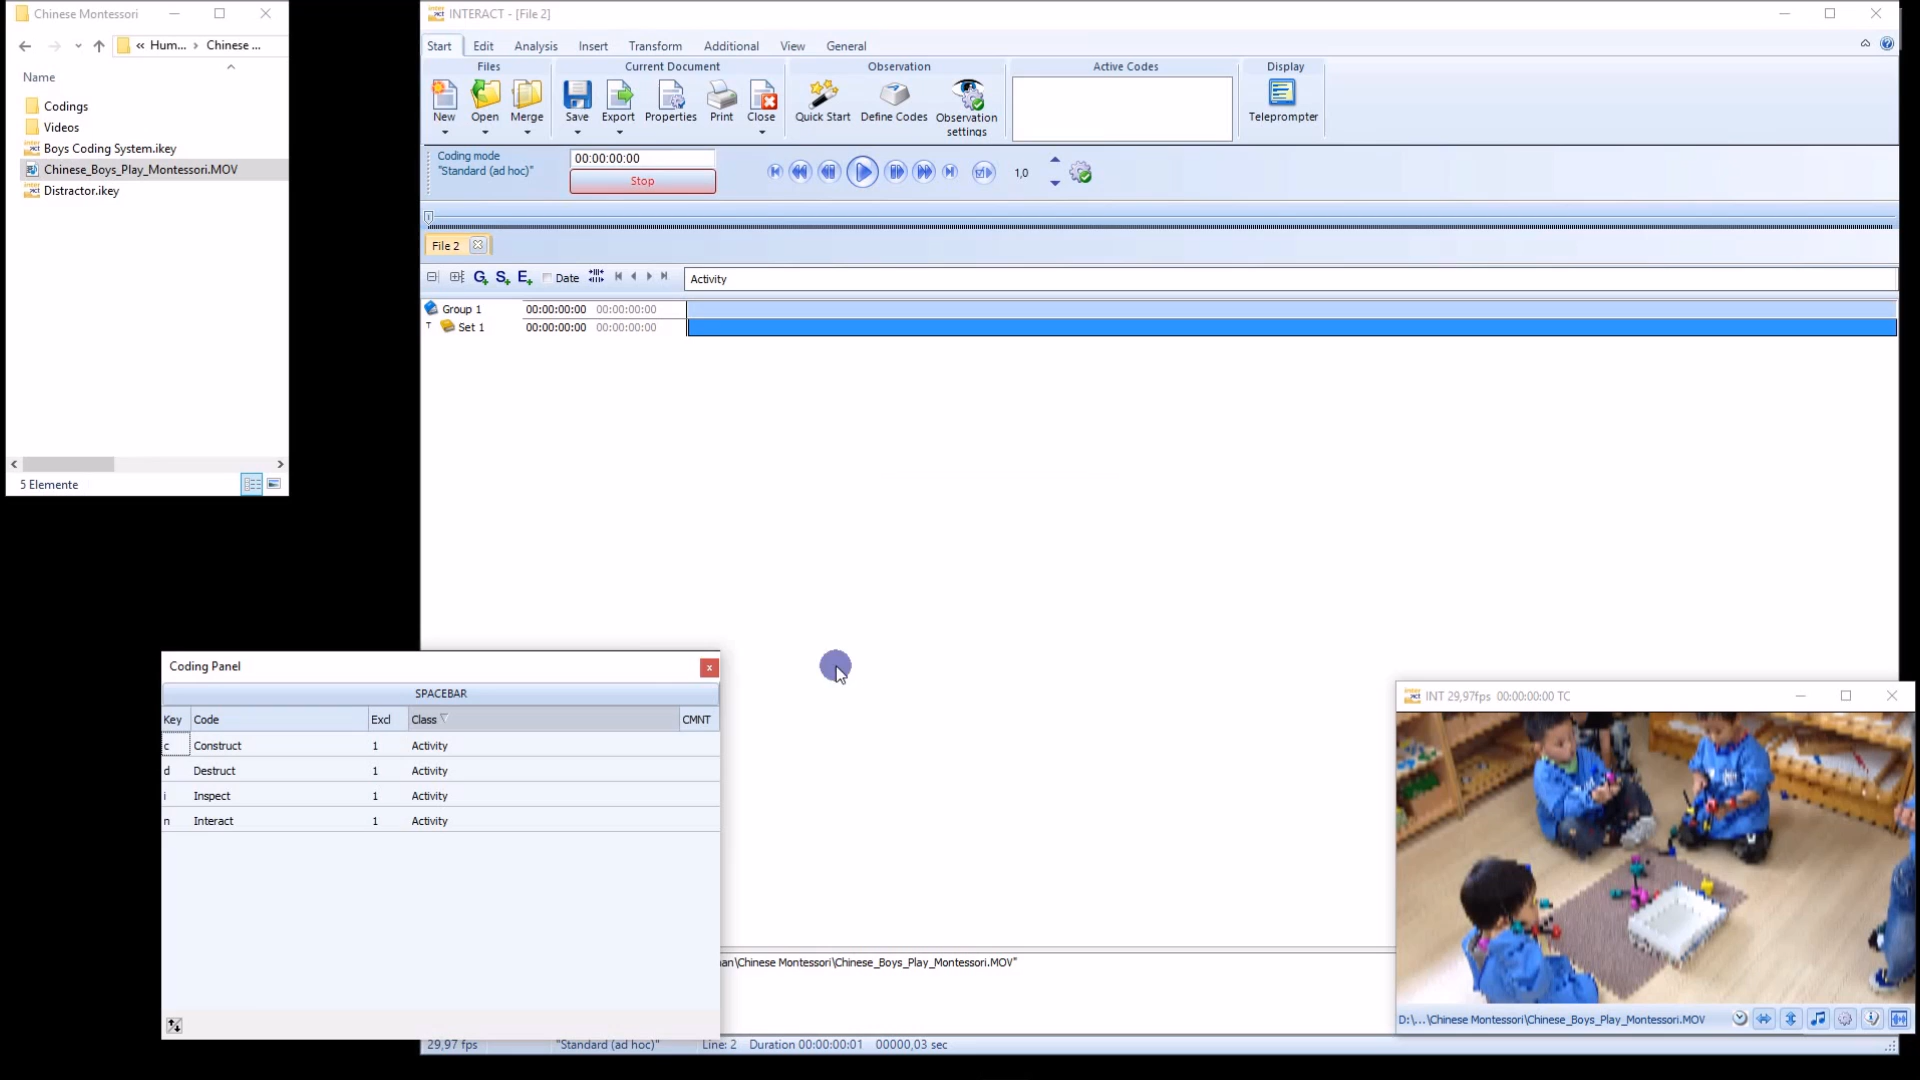 Chinese Montessori
« Hum... › Chinese ...
Name
Codings
Videos
Boys Coding System.ikey
Chinese_Boys_Play_Montessori.MOV
Distractor.ikey
5 Elemente
INTERACT - [File 2]
Start Edit Analysis Insert Transform Additional View General
Files Current Document Observation Active Codes Display
New Open Merge Save Export Properties Print Close Quick Start Define Codes Observation settings Teleprompter
Coding mode
"Standard (ad hoc)"
00:00:00:00
Stop
1,0
File 2
G+ S+ E+ Date Activity
Group 1 00:00:00:00 00:00:00:00
T Set 1 00:00:00:00 00:00:00:00
Coding Panel
SPACEBAR
Key Code Excl Class CMNT
c Construct 1 Activity
d Destruct 1 Activity
i Inspect 1 Activity
n Interact 1 Activity
an\Chinese Montessori\Chinese_Boys_Play_Montessori.MOV"
INT 29,97fps 00:00:00:00 TC
D:\...\Chinese Montessori\Chinese_Boys_Play_Montessori.MOV
29,97 fps "Standard (ad hoc)" Line: 2 Duration 00:00:00:01 00000,03 sec